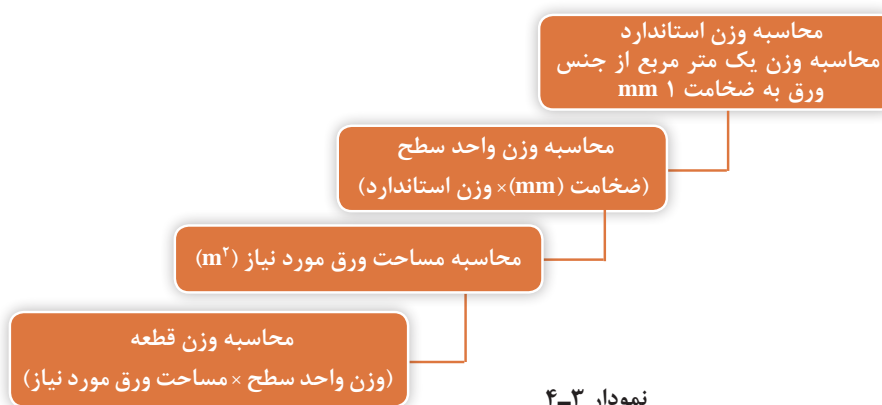 محاسبه وزن استاندارد
محاسبه وزن یک متر مربع از جنس
ورق به ضخامت ۱ mm
محاسبه وزن واحد سطح
(ضخامت (mm)× وزن استاندارد)
محاسبه مساحت ورق مورد نیاز (m۲)
محاسبه وزن قطعه
(وزن واحد سطح × مساحت ورق مورد نیاز)
نمودار ۳ـ۴